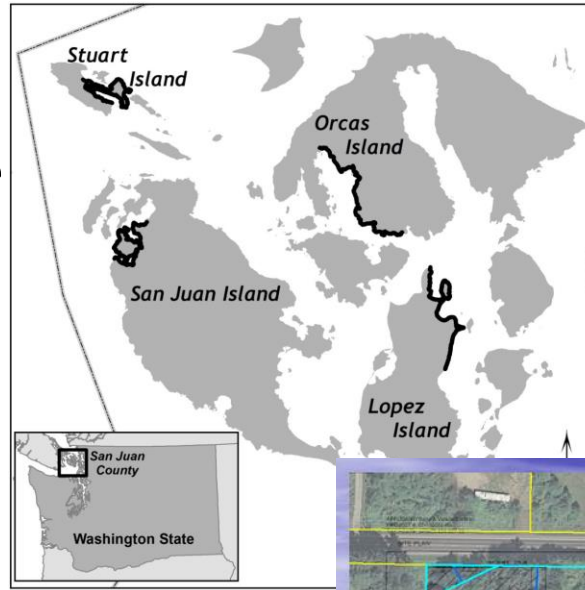 Stuart
Island
Orcas
Island
San Juan Island
Lopez
Island
San Juan
County
Washington State